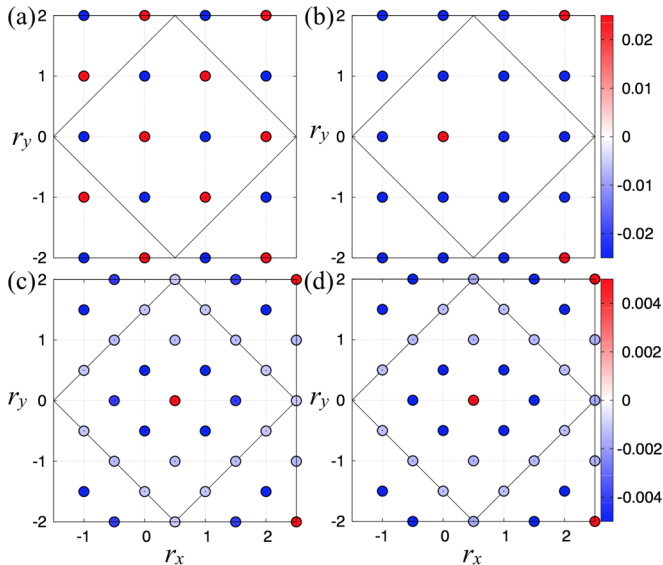 (a) 2 (b) 2
1 1 0.02
r_y 0 r_y 0 0.01
0
-1 -1 -0.01
-2 -2 -0.02
(c) 2 (d) 2
1 1 0.004
0.002
r_y 0 r_y 0 0
-1 -1 -0.002
-2 -2 -0.004
-1 0 1 2 -1 0 1 2
r_x r_x